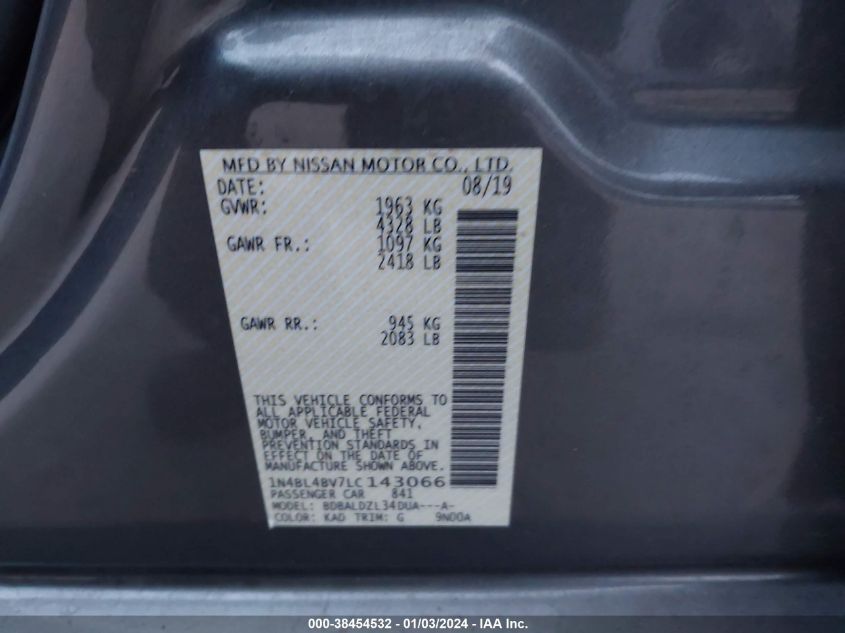 MFD BY NISSAN MOTOR CO., LTD.
DATE: 08/19
GVWR: 1963 KG
4328 LB
GAWR FR.: 1097 KG
2418 LB
GAWR RR.: 945 KG
2083 LB
THIS VEHICLE CONFORMS TO
ALL APPLICABLE FEDERAL
MOTOR VEHICLE SAFETY,
BUMPER, AND THEFT
PREVENTION STANDARDS IN
EFFECT ON THE DATE OF
MANUFACTURE SHOWN ABOVE.
1N4BL4BV7LC143066
PASSENGER CAR 841
MODEL: BDBALDZL34DUA---A-
COLOR: KAD TRIM: G 9N00A
000-38454532 - 01/03/2024 - IAA Inc.